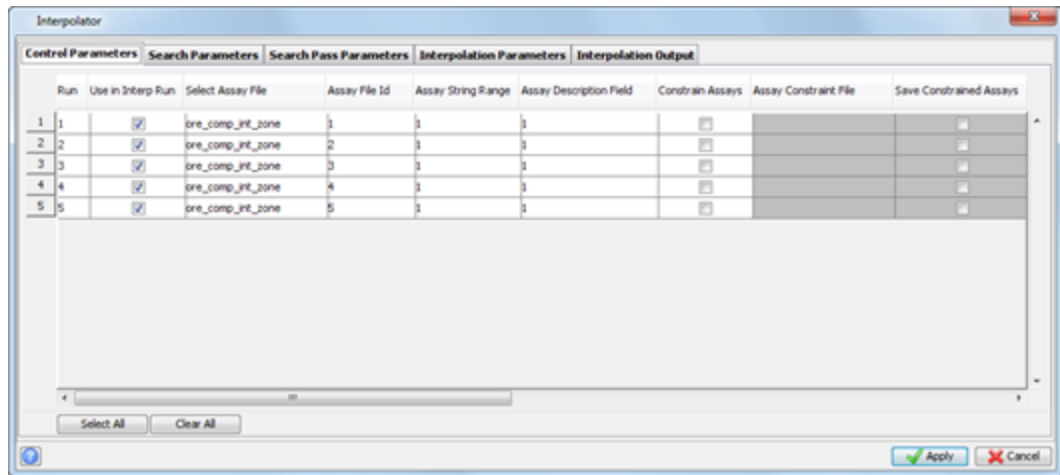 Interpolator
Control Parameters Search Parameters Search Pass Parameters Interpolation Parameters Interpolation Output
Run Use in Interp Run Select Assay File Assay File Id Assay String Range Assay Description Field Constrain Assays Assay Constraint File Save Constrained Assays
1 1 ore_comp_int_zone 1 1 1
2 2 ore_comp_int_zone 2 1 1
3 3 ore_comp_int_zone 3 1 1
4 4 ore_comp_int_zone 4 1 1
5 5 ore_comp_int_zone 5 1 1
Select All Clear All
Apply Cancel